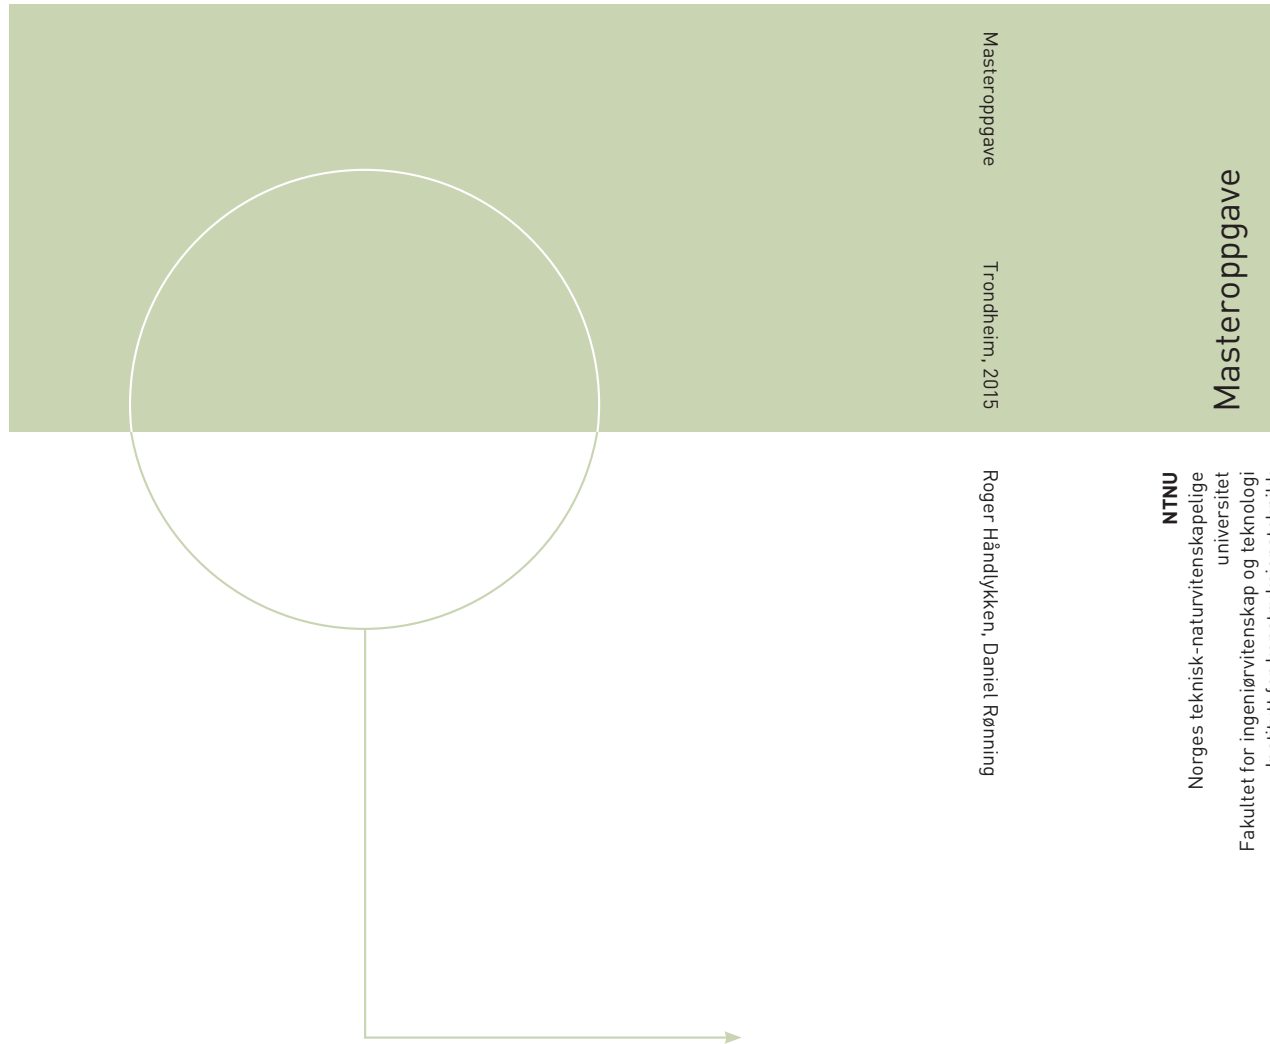 Masteroppgave
Trondheim, 2015
Roger Håndlykken, Daniel Rønning
Masteroppgave
NTNU
Norges teknisk-naturvitenskapelige
universitet
Fakultet for ingeniørvitenskap og teknologi